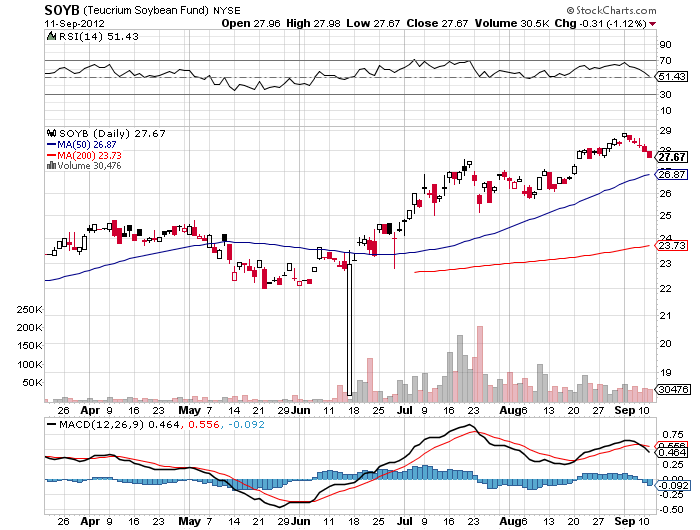 SOYB (Teucrium Soybean Fund) NYSE © StockCharts.com
11-Sep-2012 Open 27.96 High 27.98 Low 27.67 Close 27.67 Volume 30.5K Chg -0.31 (-1.12%)
RSI(14) 51.43
90
70
51.43
30
10
SOYB (Daily) 27.67
MA(50) 26.87
MA(200) 23.73
Volume 30,476
29
28
27.67
26.87
26
25
24
23.73
23
22
21
20
19
250K
200K
150K
100K
50K
30476
26 Apr 9 16 23 May 7 14 21 29 Jun 11 18 25 Jul 9 16 23 Aug 6 13 20 27 Sep 10
MACD(12,26,9) 0.464, 0.556, -0.092
0.75
0.556
0.464
0.25
0.00
-0.092
-0.25
-0.50
26 Apr 9 16 23 May 7 14 21 29 Jun 11 18 25 Jul 9 16 23 Aug 6 13 20 27 Sep 10